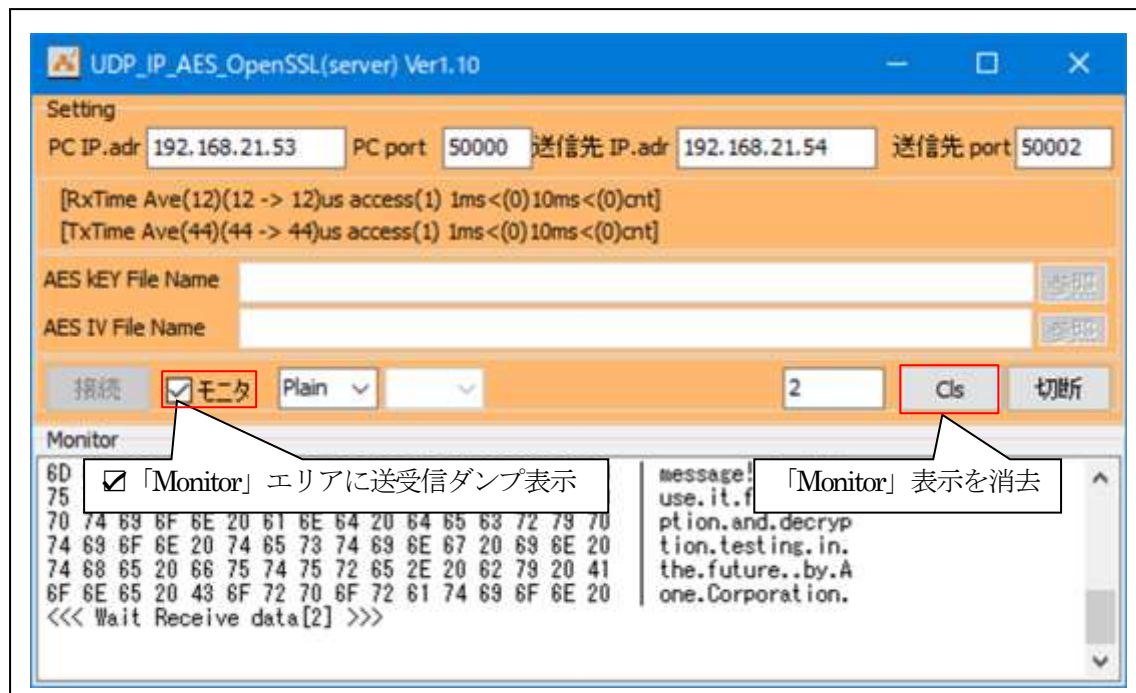 UDP_IP_AES_OpenSSL(server) Ver1.10
Setting
PC IP.adr 192.168.21.53 PC port 50000 送信先 IP.adr 192.168.21.54 送信先 port 50002
[RxTime Ave(12)(12 -> 12)us access(1) 1ms<(0)10ms<(0)cnt]
[TxTime Ave(44)(44 -> 44)us access(1) 1ms<(0)10ms<(0)cnt]
AES kEY File Name 参照
AES IV File Name 参照
接続 モニタ Plain 2 Cls 切断
Monitor
「Monitor」エリアに送受信ダンプ表示
「Monitor」表示を消去
6D message!
75 use.it.f
70 74 69 6F 6E 20 61 6E 64 20 64 65 63 72 79 70 ption.and.decryp
74 69 6F 6E 20 74 65 73 74 69 6E 67 20 69 6E 20 tion.testing.in.
74 68 65 20 66 75 74 75 72 65 2E 20 62 79 20 41 the.future..by.A
6F 6E 65 20 43 6F 72 70 6F 72 61 74 69 6F 6E 20 one.Corporation.
<<< Wait Receive data[2] >>>